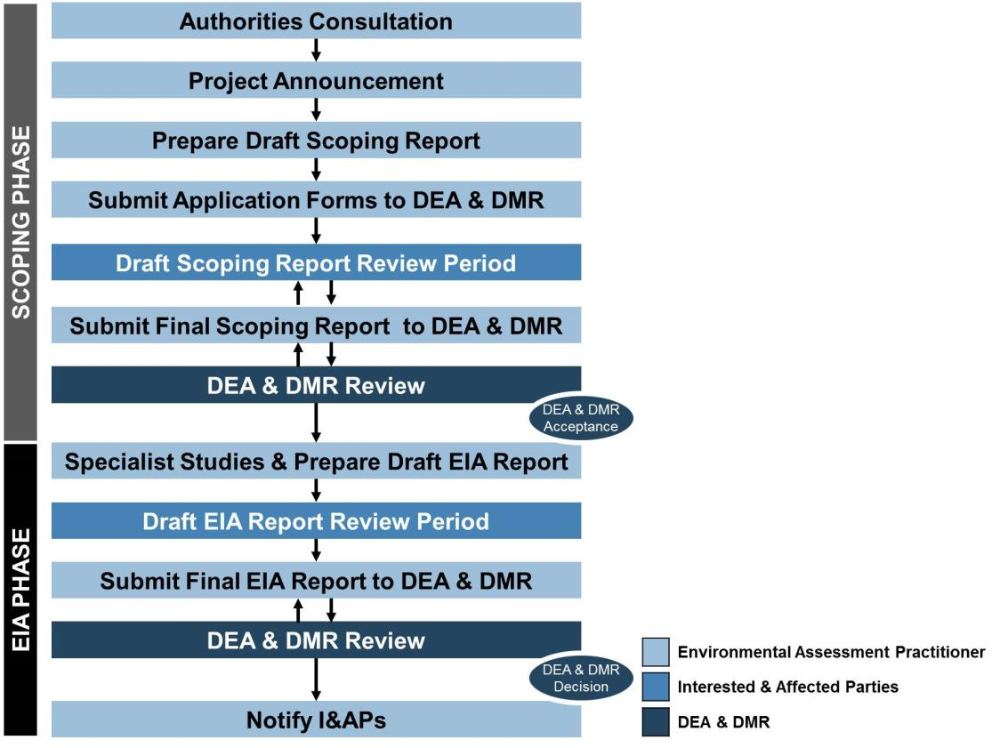 SCOPING PHASE
Authorities Consultation
Project Announcement
Prepare Draft Scoping Report
Submit Application Forms to DEA & DMR
Draft Scoping Report Review Period
Submit Final Scoping Report to DEA & DMR
DEA & DMR Review
DEA & DMR
Acceptance
EIA PHASE
Specialist Studies & Prepare Draft EIA Report
Draft EIA Report Review Period
Submit Final EIA Report to DEA & DMR
DEA & DMR Review
DEA & DMR
Decision
Notify I&APs
Environmental Assessment Practitioner
Interested & Affected Parties
DEA & DMR